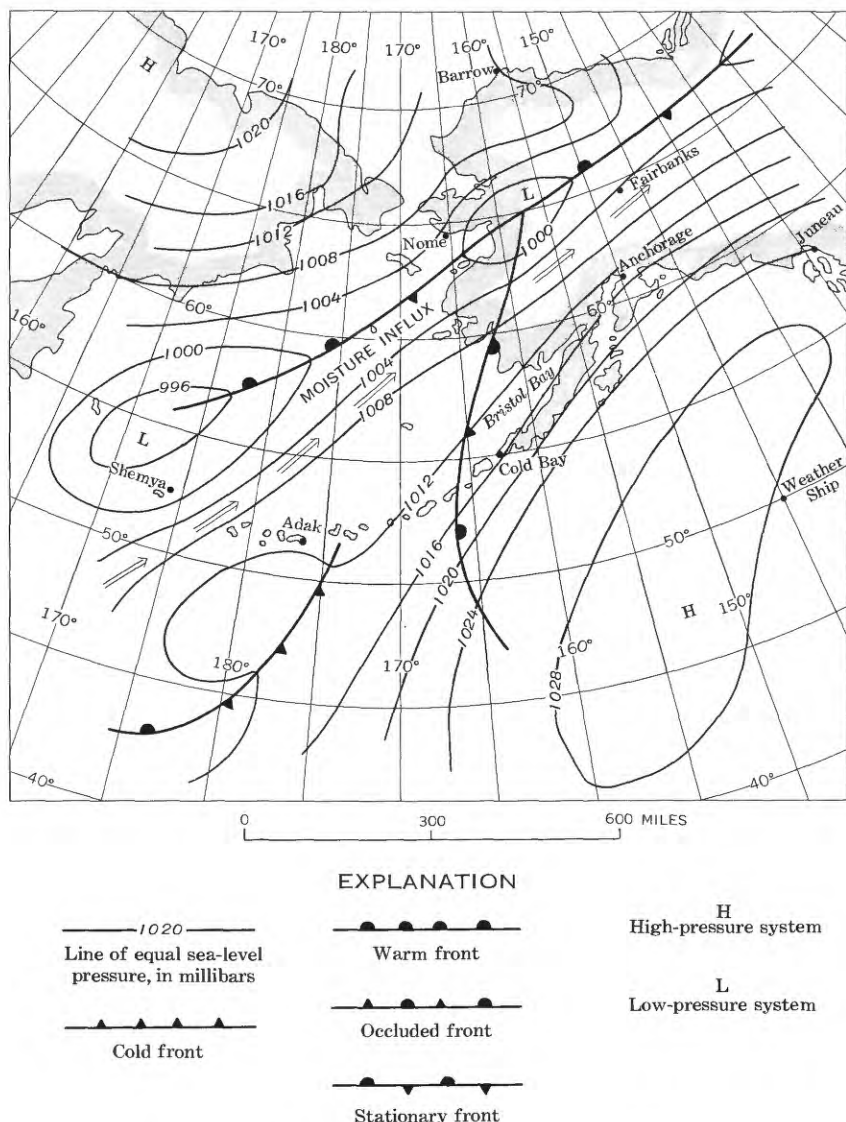 170° 180° 170° 160° 150°
H
70°
Barrow
70°
1020
1016
1012
1008
1004
Nome
L
1000
Fairbanks
Anchorage
Juneau
160°
60°
60°
1000
996
L
MOISTURE INFLUX
1004
1008
Bristol Bay
Shemya
Cold Bay
Weather
Ship
1012
Adak
50°
50°
1016
1020
1024
H
150°
170°
180°
170°
160°
1028
40°
40°
0 300 600 MILES
EXPLANATION
1020
Line of equal sea-level
pressure, in millibars
Cold front
Warm front
Occluded front
Stationary front
H
High-pressure system
L
Low-pressure system